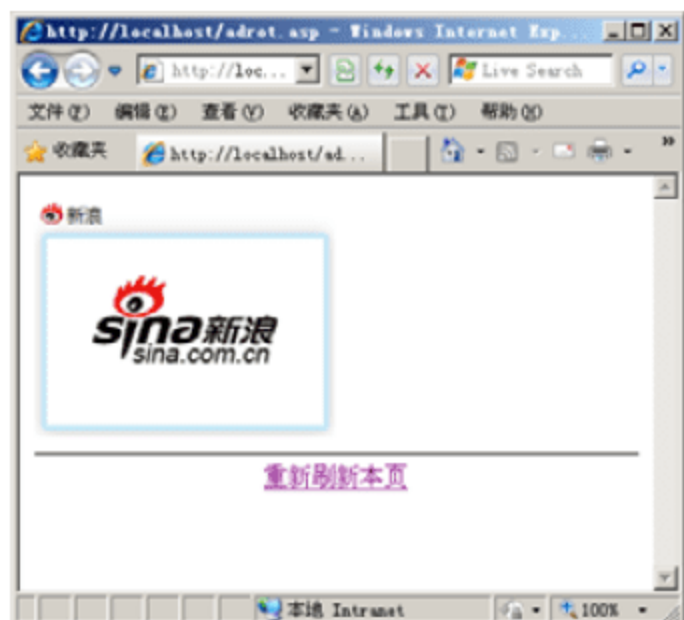 http://localhost/adrot.asp - Windows Internet Exp...
http://loc... Live Search
文件(F) 编辑(E) 查看(V) 收藏夹(A) 工具(T) 帮助(H)
收藏夹 http://localhost/ad... »
新浪
sina新浪
sina.com.cn
重新刷新本页
本地 Intranet 100%